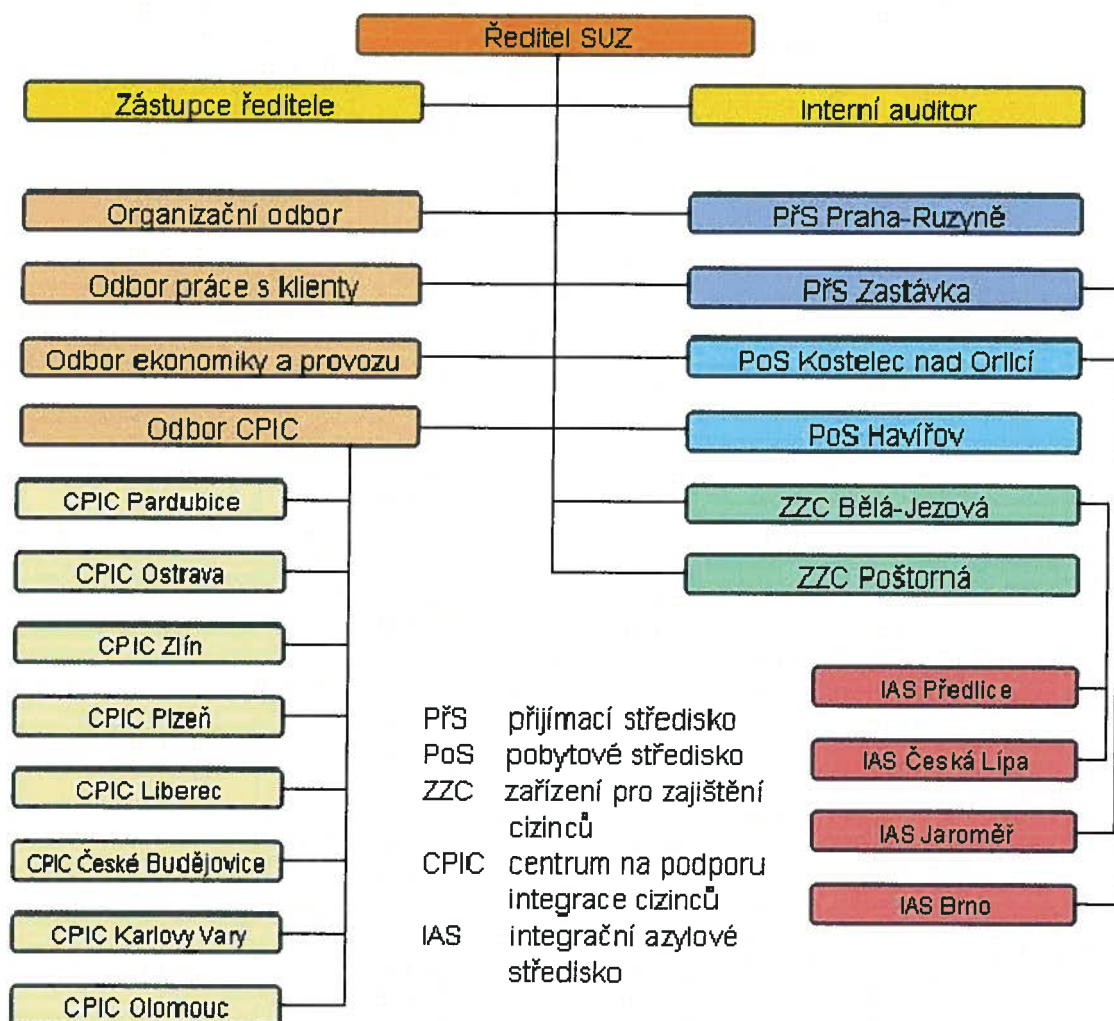 Ředitel SUZ
Zástupce ředitele
Interní auditor
Organizační odbor
PřS Praha-Ruzyně
Odbor práce s klienty
PřS Zastávka
Odbor ekonomiky a provozu
PoS Kostelec nad Orlicí
Odbor CPIC
PoS Havířov
CPIC Pardubice
ZZC Bělá-Jezová
CPIC Ostrava
ZZC Poštorná
CPIC Zlín
CPIC Plzeň
CPIC Liberec
CPIC České Budějovice
CPIC Karlovy Vary
CPIC Olomouc
PřS přijímací středisko
PoS pobytové středisko
ZZC zařízení pro zajištění
cizinců
CPIC centrum na podporu
integrace cizinců
IAS integrační azylové
středisko
IAS Předlice
IAS Česká Lípa
IAS Jaroměř
IAS Brno